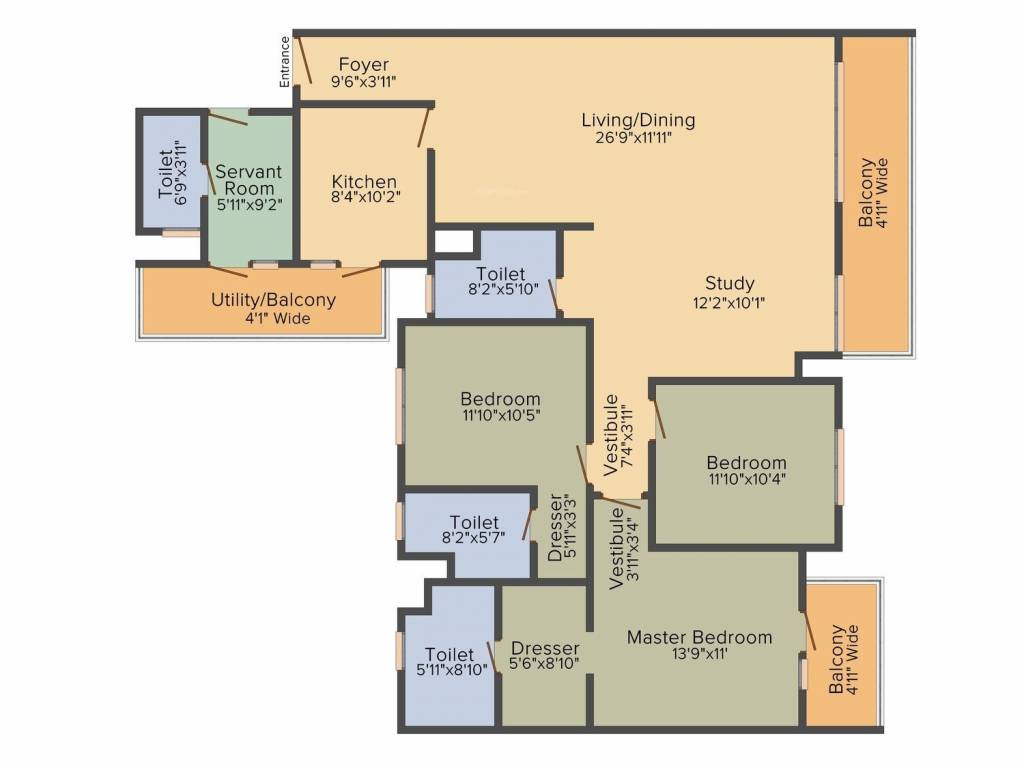 Entrance
Foyer
9'6"x3'11"
Living/Dining
26'9"x11'11"
Balcony
4'11" Wide
Toilet
6'9"x3'11"
Servant
Room
5'11"x9'2"
Kitchen
8'4"x10'2"
Utility/Balcony
4'1" Wide
Toilet
8'2"x5'10"
Study
12'2"x10'1"
Bedroom
11'10"x10'5"
Vestibule
7'4"x3'11"
Bedroom
11'10"x10'4"
Toilet
8'2"x5'7"
Dresser
5'11"x3'3"
Vestibule
3'11"x3'4"
Toilet
5'11"x8'10"
Dresser
5'6"x8'10"
Master Bedroom
13'9"x11'
Balcony
4'11" Wide